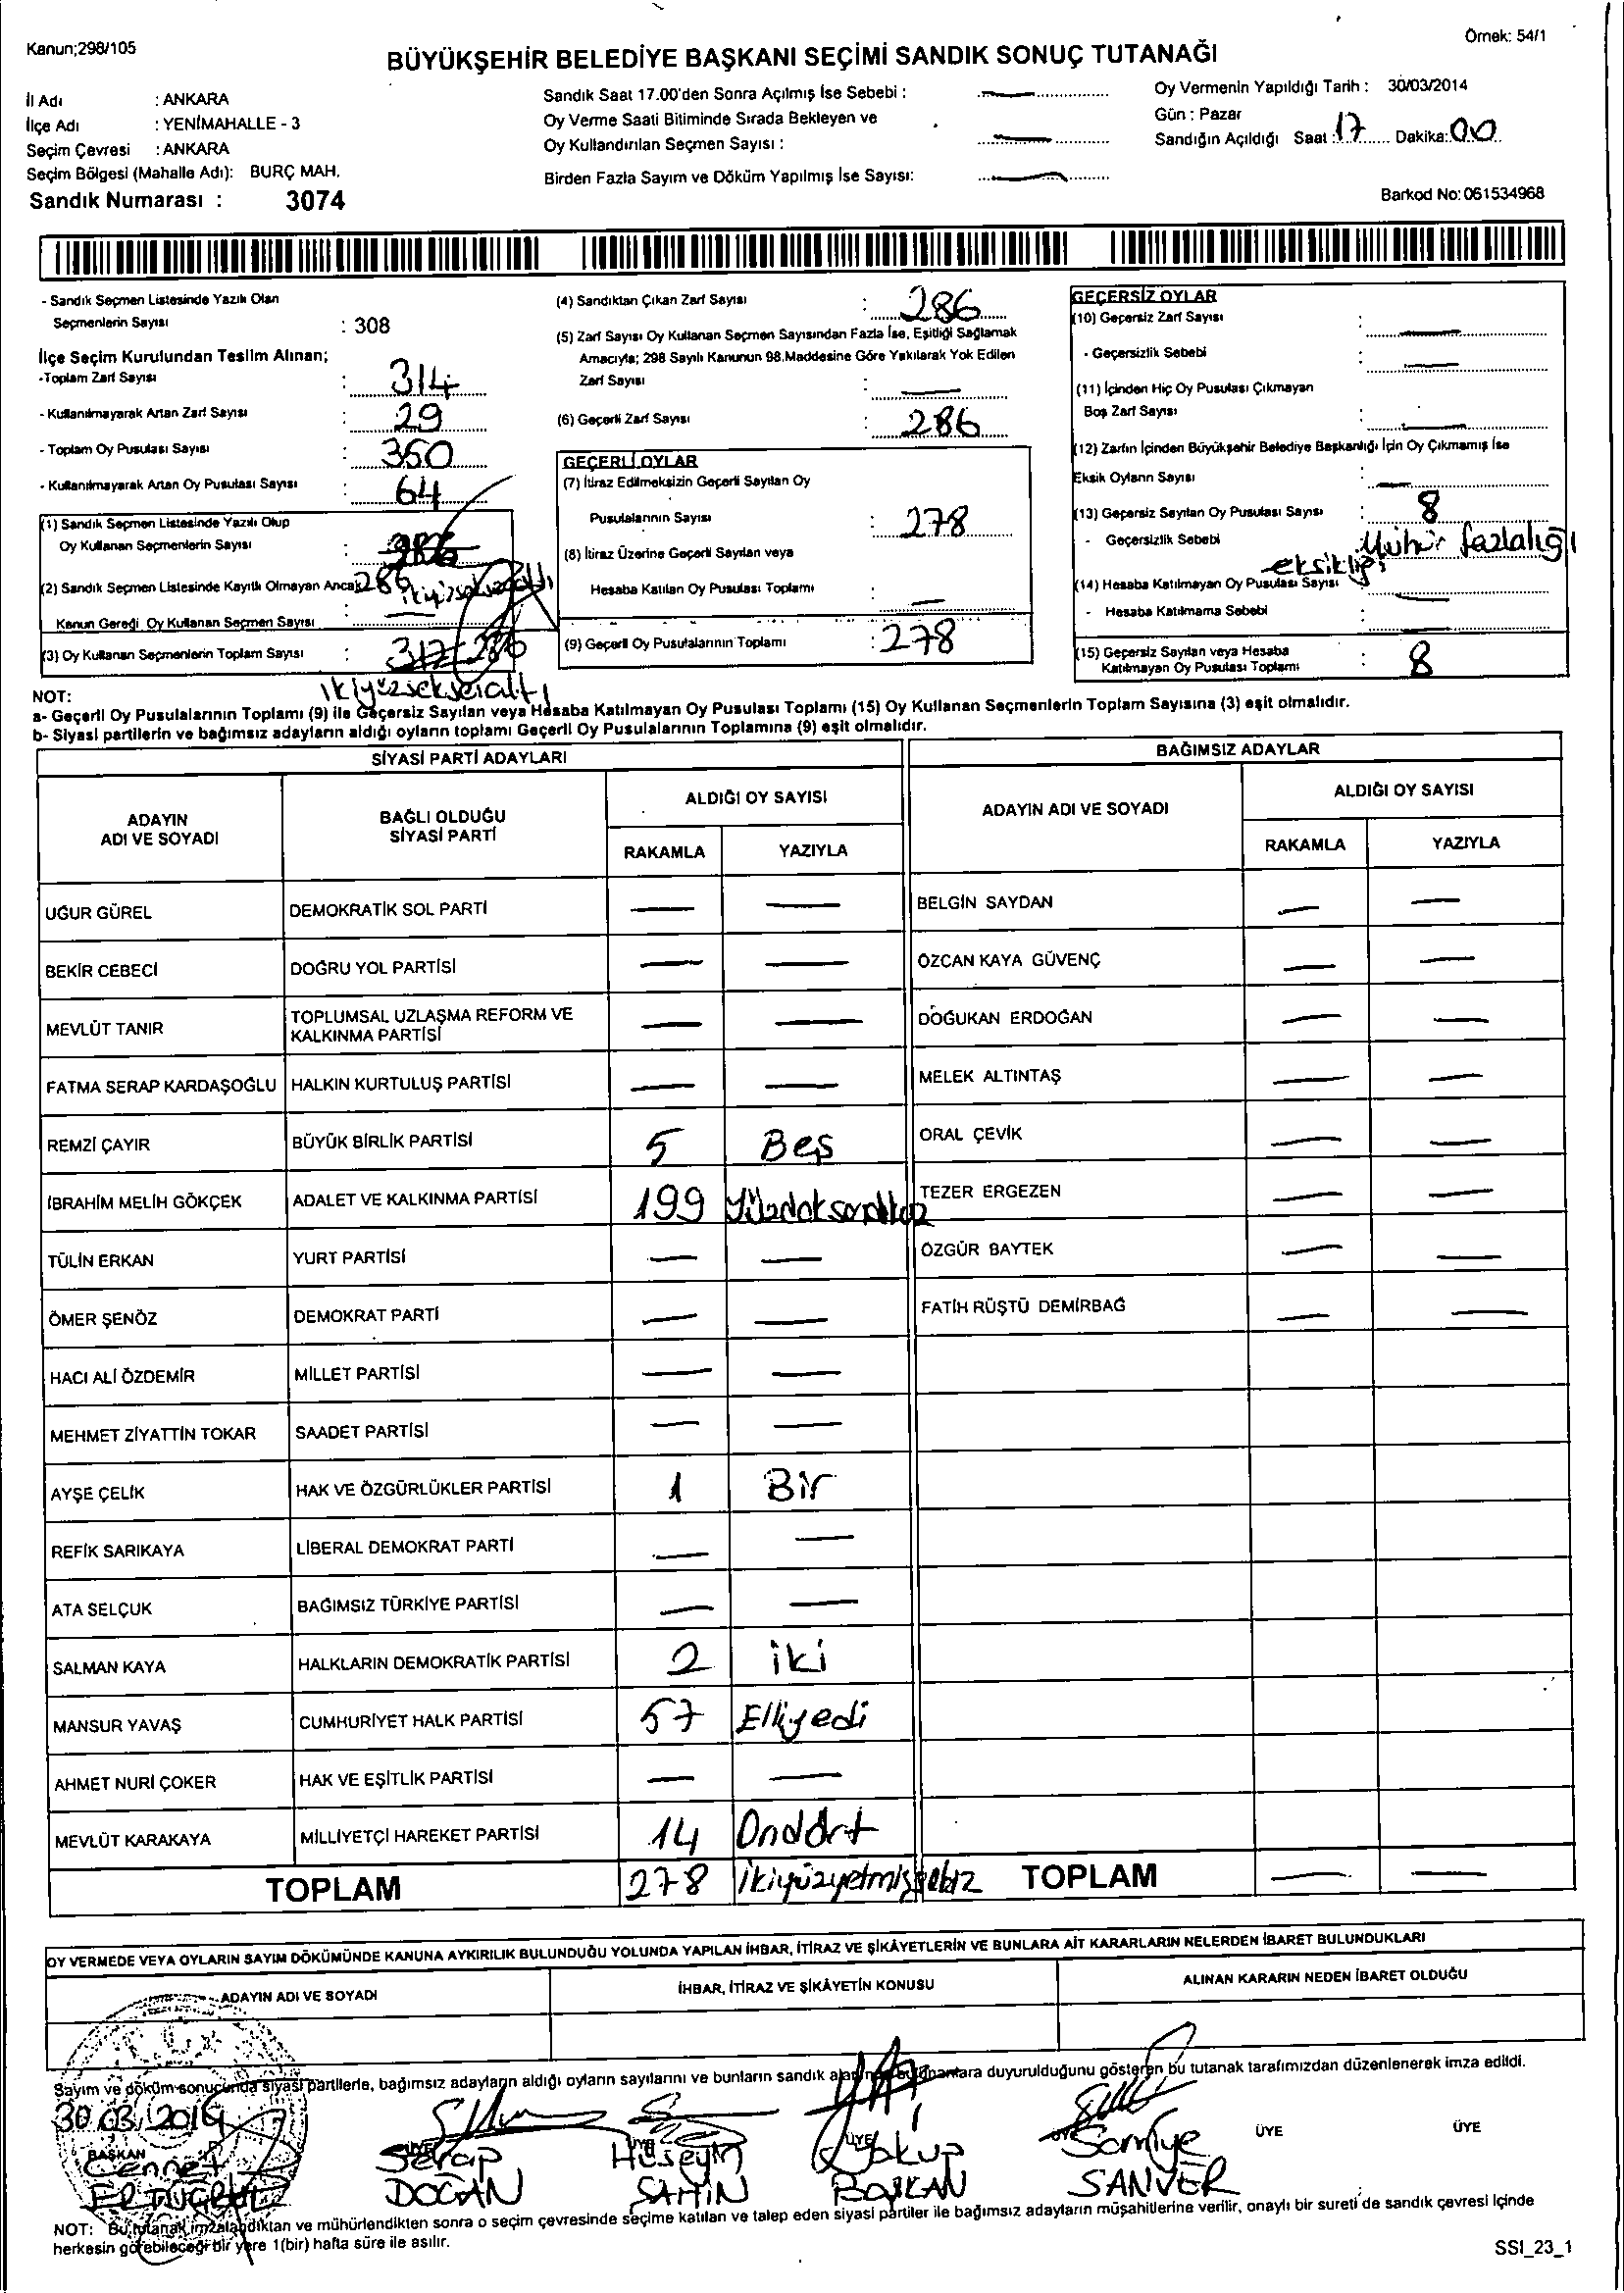 Kanun;298/105
Örnek: 54/1
BÜYÜKŞEHİR BELEDİYE BAŞKANI SEÇİMİ SANDIK SONUÇ TUTANAĞI
İl Adı : ANKARA
İlçe Adı : YENİMAHALLE - 3
Seçim Çevresi : ANKARA
Seçim Bölgesi (Mahalle Adı): BURÇ MAH.
Sandık Numarası : 3074
Sandık Saat 17.00'den Sonra Açılmış İse Sebebi :
Oy Verme Saati Bitiminde Sırada Bekleyen ve
Oy Kullandırılan Seçmen Sayısı :
Birden Fazla Sayım ve Döküm Yapılmış İse Sayısı:
Oy Vermenin Yapıldığı Tarih : 30/03/2014
Gün : Pazar
Sandığın Açıldığı Saat : 17 Dakika: 00
Barkod No: 061534968
- Sandık Seçmen Listesinde Yazılı Olan
Seçmenlerin Sayısı : 308
İlçe Seçim Kurulundan Teslim Alınan;
-Toplam Zarf Sayısı : 314
- Kullanılmayarak Artan Zarf Sayısı : 29
- Toplam Oy Pusulası Sayısı : 350
- Kullanılmayarak Artan Oy Pusulası Sayısı : 64
(1) Sandık Seçmen Listesinde Yazılı Olup
Oy Kullanan Seçmenlerin Sayısı : 286
(2) Sandık Seçmen Listesinde Kayıtlı Olmayan Ancak 286 ikiyüzseksenaltı
Kanun Gereği Oy Kullanan Seçmen Sayısı :
(3) Oy Kullanan Seçmenlerin Toplam Sayısı : 317 286
ikiyüzseksenaltı
(4) Sandıktan Çıkan Zarf Sayısı : 286
(5) Zarf Sayısı Oy Kullanan Seçmen Sayısından Fazla İse, Eşitliği Sağlamak
Amacıyla; 298 Sayılı Kanunun 98.Maddesine Göre Yakılarak Yok Edilen
Zarf Sayısı :
(6) Geçerli Zarf Sayısı : 286
GEÇERLİ OYLAR
(7) İtiraz Edilmeksizin Geçerli Sayılan Oy
Pusulalarının Sayısı : 278
(8) İtiraz Üzerine Geçerli Sayılan veya
Hesaba Katılan Oy Pusulası Toplamı :
(9) Geçerli Oy Pusulalarının Toplamı : 278
GEÇERSİZ OYLAR
(10) Geçersiz Zarf Sayısı :
- Geçersizlik Sebebi :
(11) İçinden Hiç Oy Pusulası Çıkmayan
Boş Zarf Sayısı :
(12) Zarfın İçinden Büyükşehir Belediye Başkanlığı İçin Oy Çıkmamış İse
Eksik Oyların Sayısı :
(13) Geçersiz Sayılan Oy Pusulası Sayısı : 8
- Geçersizlik Sebebi : Mühür fazlalığı
eksikliği
(14) Hesaba Katılmayan Oy Pusulası Sayısı :
- Hesaba Katılmama Sebebi :
(15) Geçersiz Sayılan veya Hesaba
Katılmayan Oy Pusulası Toplamı : 8
NOT:
a- Geçerli Oy Pusulalarının Toplamı (9) ile Geçersiz Sayılan veya Hesaba Katılmayan Oy Pusulası Toplamı (15) Oy Kullanan Seçmenlerin Toplam Sayısına (3) eşit olmalıdır.
b- Siyasi partilerin ve bağımsız adayların aldığı oyların toplamı Geçerli Oy Pusulalarının Toplamına (9) eşit olmalıdır.
SİYASİ PARTİ ADAYLARI
BAĞIMSIZ ADAYLAR
ADAYIN ADI VE SOYADI
BAĞLI OLDUĞU SİYASİ PARTİ
ALDIĞI OY SAYISI
RAKAMLA YAZIYLA
ADAYIN ADI VE SOYADI
ALDIĞI OY SAYISI
RAKAMLA YAZIYLA
UĞUR GÜREL DEMOKRATİK SOL PARTİ — — BELGİN SAYDAN — —
BEKİR CEBECİ DOĞRU YOL PARTİSİ — — ÖZCAN KAYA GÜVENÇ — —
MEVLÜT TANIR TOPLUMSAL UZLAŞMA REFORM VE KALKINMA PARTİSİ — — DOĞUKAN ERDOĞAN — —
FATMA SERAP KARDAŞOĞLU HALKIN KURTULUŞ PARTİSİ — — MELEK ALTINTAŞ — —
REMZİ ÇAYIR BÜYÜK BİRLİK PARTİSİ 5 Beş ORAL ÇEVİK — —
İBRAHİM MELİH GÖKÇEK ADALET VE KALKINMA PARTİSİ 199 Yüzdoksandokuz TEZER ERGEZEN — —
TÜLİN ERKAN YURT PARTİSİ — — ÖZGÜR BAYTEK — —
ÖMER ŞENÖZ DEMOKRAT PARTİ — — FATİH RÜŞTÜ DEMİRBAĞ — —
HACI ALİ ÖZDEMİR MİLLET PARTİSİ — —
MEHMET ZİYATTİN TOKAR SAADET PARTİSİ — —
AYŞE ÇELİK HAK VE ÖZGÜRLÜKLER PARTİSİ 1 Bir
REFİK SARIKAYA LİBERAL DEMOKRAT PARTİ — —
ATA SELÇUK BAĞIMSIZ TÜRKİYE PARTİSİ — —
SALMAN KAYA HALKLARIN DEMOKRATİK PARTİSİ 2 iki
MANSUR YAVAŞ CUMHURİYET HALK PARTİSİ 57 Elliyedi
AHMET NURİ ÇOKER HAK VE EŞİTLİK PARTİSİ — —
MEVLÜT KARAKAYA MİLLİYETÇİ HAREKET PARTİSİ 14 Ondört
TOPLAM 278 ikiyüzyetmişsekiz TOPLAM — —
OY VERMEDE VEYA OYLARIN SAYIM DÖKÜMÜNDE KANUNA AYKIRILIK BULUNDUĞU YOLUNDA YAPILAN İHBAR, İTİRAZ VE ŞİKÂYETLERİN VE BUNLARA AİT KARARLARIN NELERDEN İBARET BULUNDUKLARI
ADAYIN ADI VE SOYADI İHBAR, İTİRAZ VE ŞİKÂYETİN KONUSU ALINAN KARARIN NEDEN İBARET OLDUĞU
Sayım ve döküm sonucunda siyasi partilerle, bağımsız adayların aldığı oyların sayılarını ve bunların sandık alanında bulunanlara duyurulduğunu gösteren bu tutanak tarafımızdan düzenlenerek imza edildi.
30.03.2014
BAŞKAN ÜYE ÜYE ÜYE ÜYE ÜYE ÜYE
Cennet Serap Hüseyin Yakup Samiye
ERTUĞRUL DOĞAN ŞAHİN BAŞKAN SANVER
NOT: Bu tutanak imzalandıktan ve mühürlendikten sonra o seçim çevresinde seçime katılan ve talep eden siyasi partiler ile bağımsız adayların müşahitlerine verilir, onaylı bir sureti de sandık çevresi içinde
herkesin görebileceği bir yere 1(bir) hafta süre ile asılır.
SSI_23_1